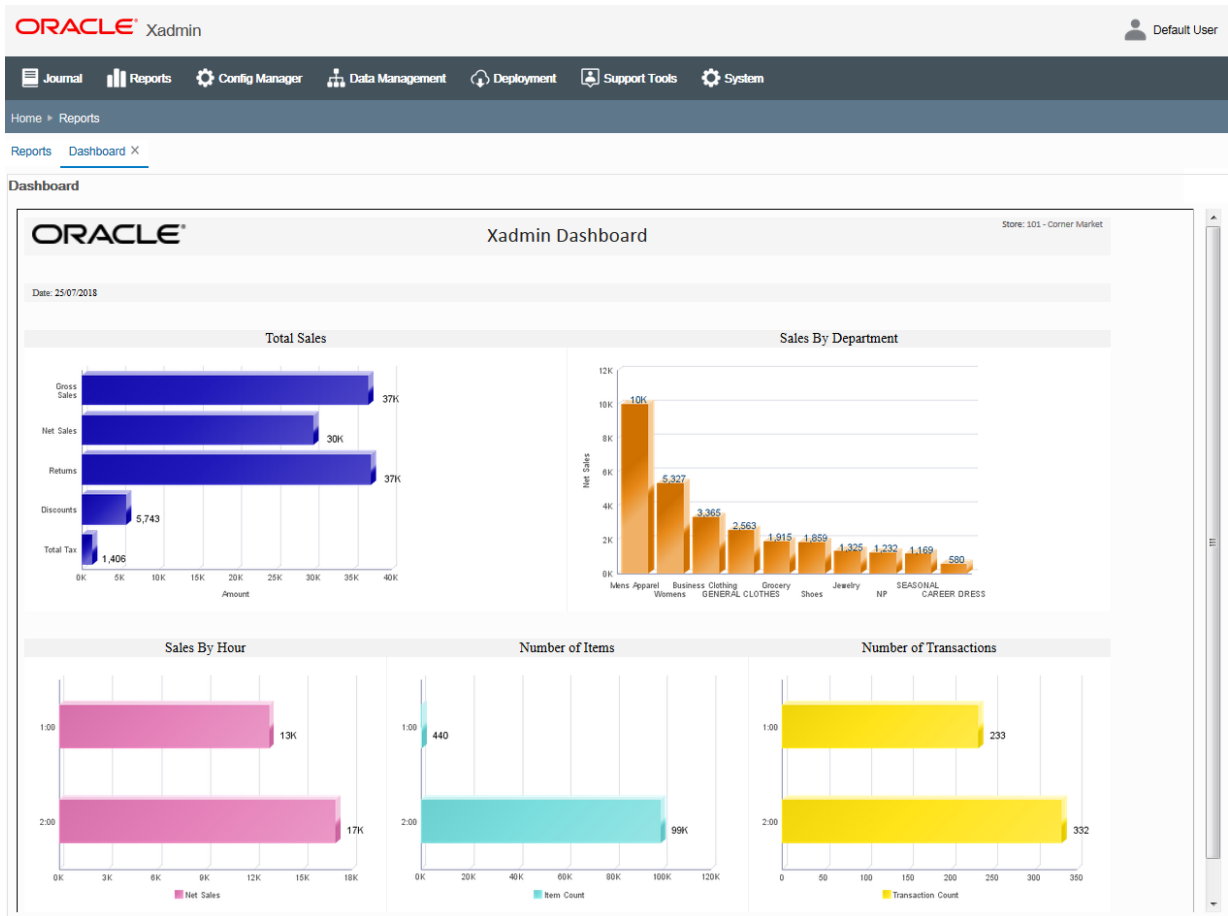 ORACLE® Xadmin
Default User
Journal Reports Config Manager Data Management Deployment Support Tools System
Home Reports
Reports Dashboard ×
Dashboard
ORACLE®
Xadmin Dashboard
Store: 101 - Corner Market
Date: 25/07/2018
Total Sales
Gross
Sales
37K
Net Sales
30K
Returns
37K
Discounts
5,743
Total Tax
1,406
0K 5K 10K 15K 20K 25K 30K 35K 40K
Amount
Sales By Department
12K
10K
8K
6K
4K
2K
0K
Net Sales
10K
5,327
3,365
2,563
1,915
1,859
1,325
1,232
1,169
580
Mens Apparel Business Clothing Grocery Jewelry SEASONAL
Womens GENERAL CLOTHES Shoes NP CAREER DRESS
Sales By Hour
1:00
13K
2:00
17K
0K 3K 6K 9K 12K 15K 18K
Net Sales
Number of Items
1:00
440
2:00
99K
0K 20K 40K 60K 80K 100K 120K
Item Count
Number of Transactions
1:00
233
2:00
332
0 50 100 150 200 250 300 350
Transaction Count